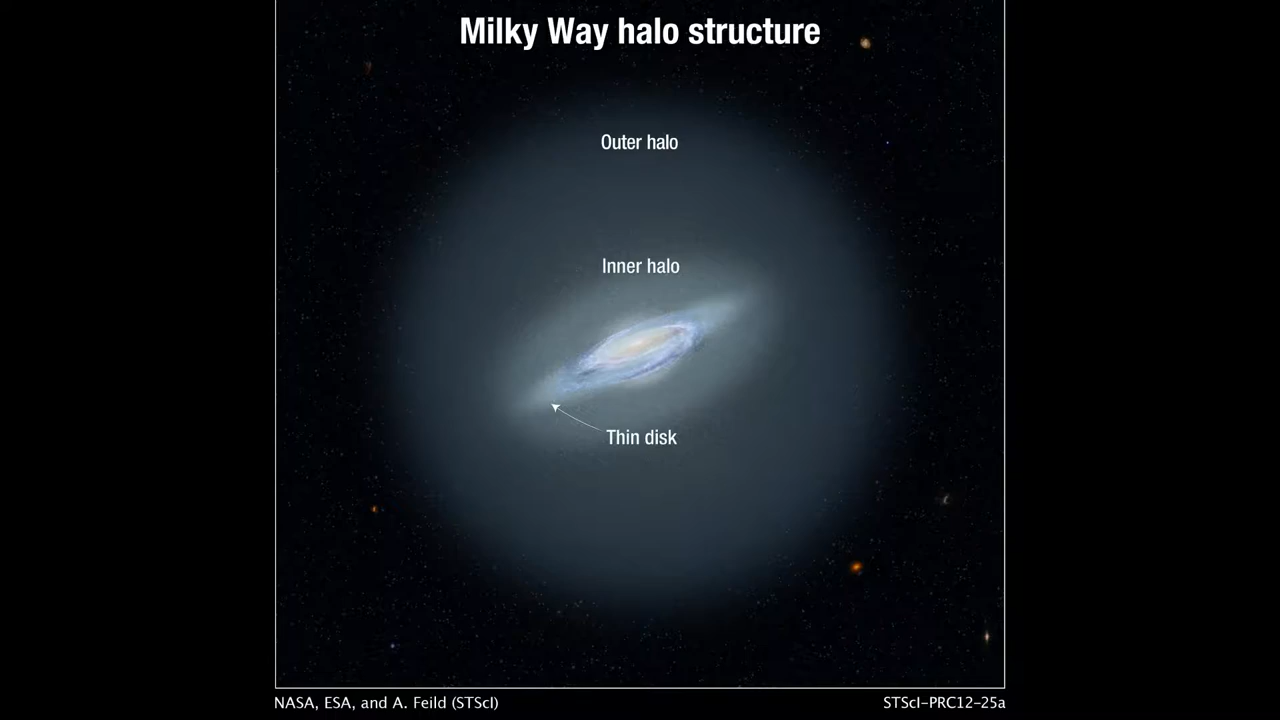 Milky Way halo structure
Outer halo
Inner halo
Thin disk
NASA, ESA, and A. Feild (STScI)
STScI-PRC12-25a